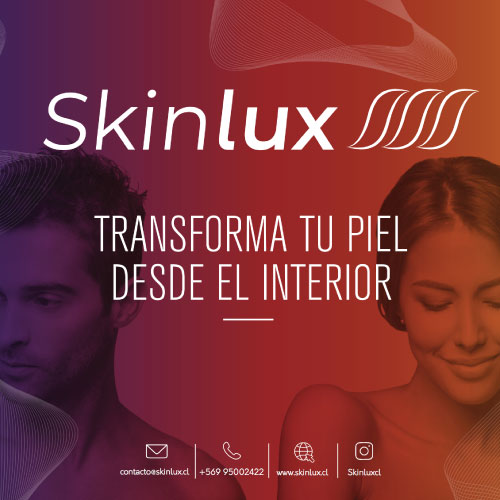 Skinlux
TRANSFORMA TU PIEL
DESDE EL INTERIOR
contacto@skinlux.cl
+569 95002422
www.skinlux.cl
Skinluxcl